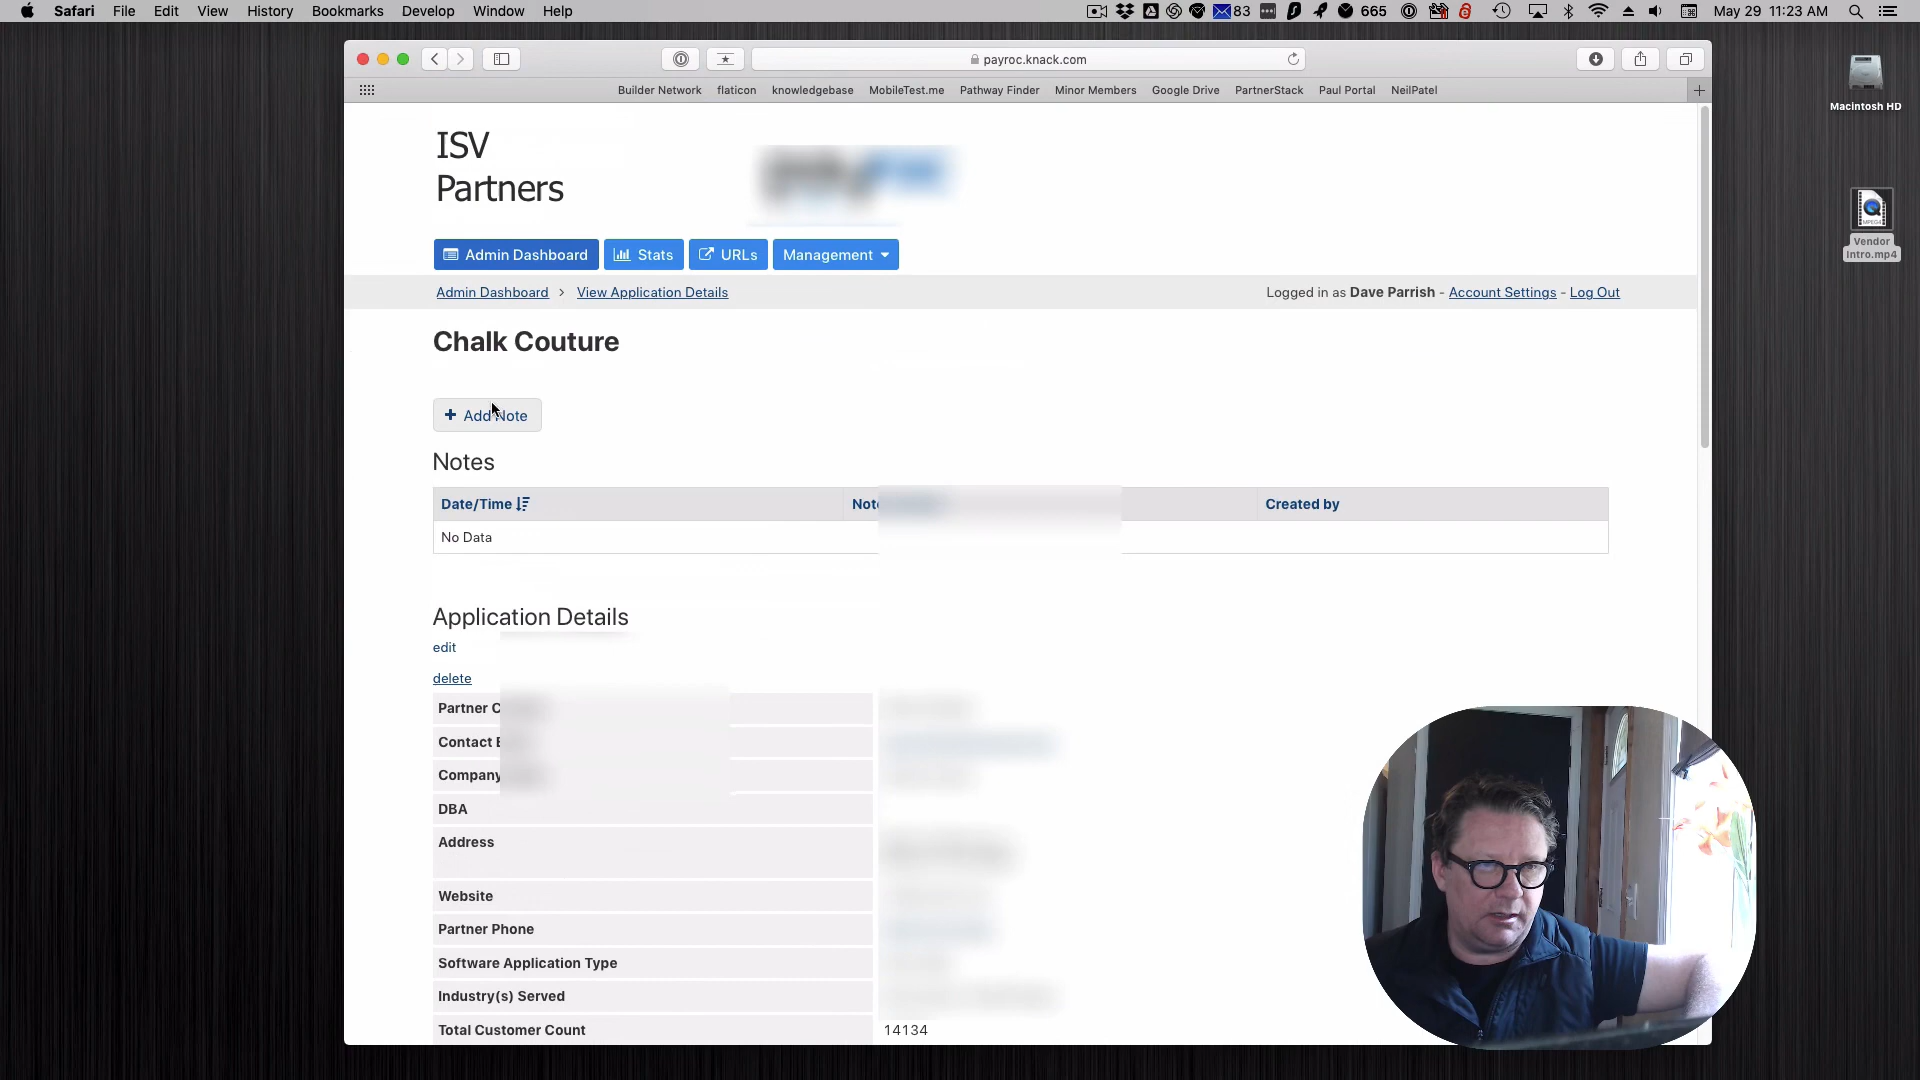 Safari File Edit View History Bookmarks Develop Window Help 83 665 May 29 11:23 AM
payroc.knack.com
Builder Network flaticon knowledgebase MobileTest.me Pathway Finder Minor Members Google Drive PartnerStack Paul Portal NeilPatel
Macintosh HD
ISV
Partners
Vendor
Intro.mp4
Admin Dashboard Stats URLs Management
Admin Dashboard > View Application Details Logged in as Dave Parrish - Account Settings - Log Out
Chalk Couture
+ Add Note
Notes
Date/Time Note Created by
No Data
Application Details
edit
delete
Partner
Contact
Company
DBA
Address
Website
Partner Phone
Software Application Type
Industry(s) Served
Total Customer Count 14134